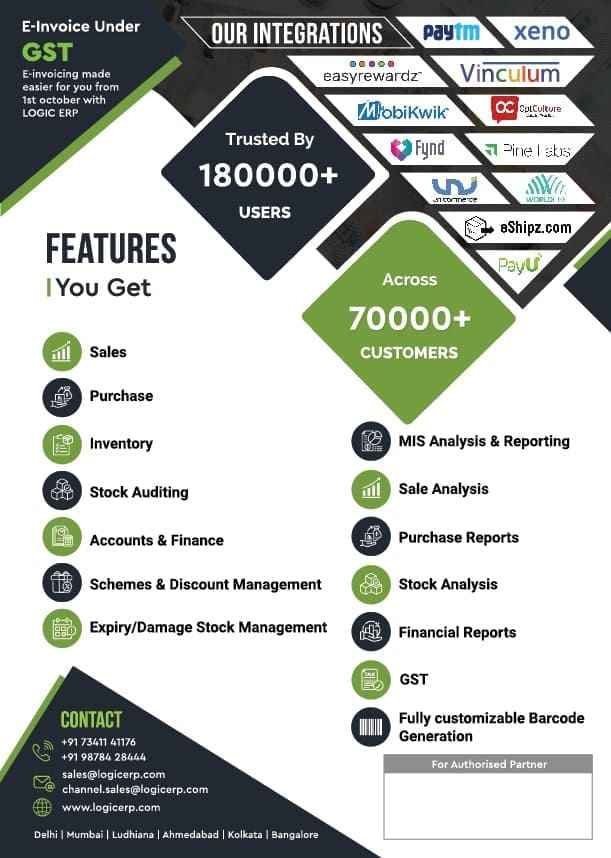 E-Invoice Under
GST
E-invoicing made
easier for you from
1st october with
LOGIC ERP
OUR INTEGRATIONS
paytm
xeno
easyrewardz
Vinculum
MobiKwik
OC OptCulture
Fynd
Pine Labs
unicommerce
eShipz.com
PayU
Trusted By
180000+
USERS
Across
70000+
CUSTOMERS
FEATURES
You Get
Sales
Purchase
Inventory
Stock Auditing
Accounts & Finance
Schemes & Discount Management
Expiry/Damage Stock Management
MIS Analysis & Reporting
Sale Analysis
Purchase Reports
Stock Analysis
Financial Reports
GST
Fully customizable Barcode
Generation
CONTACT
+91 73411 41176
+91 98784 28444
sales@logicerp.com
channel.sales@logicerp.com
www.logicerp.com
Delhi | Mumbai | Ludhiana | Ahmedabad | Kolkata | Bangalore
For Authorised Partner